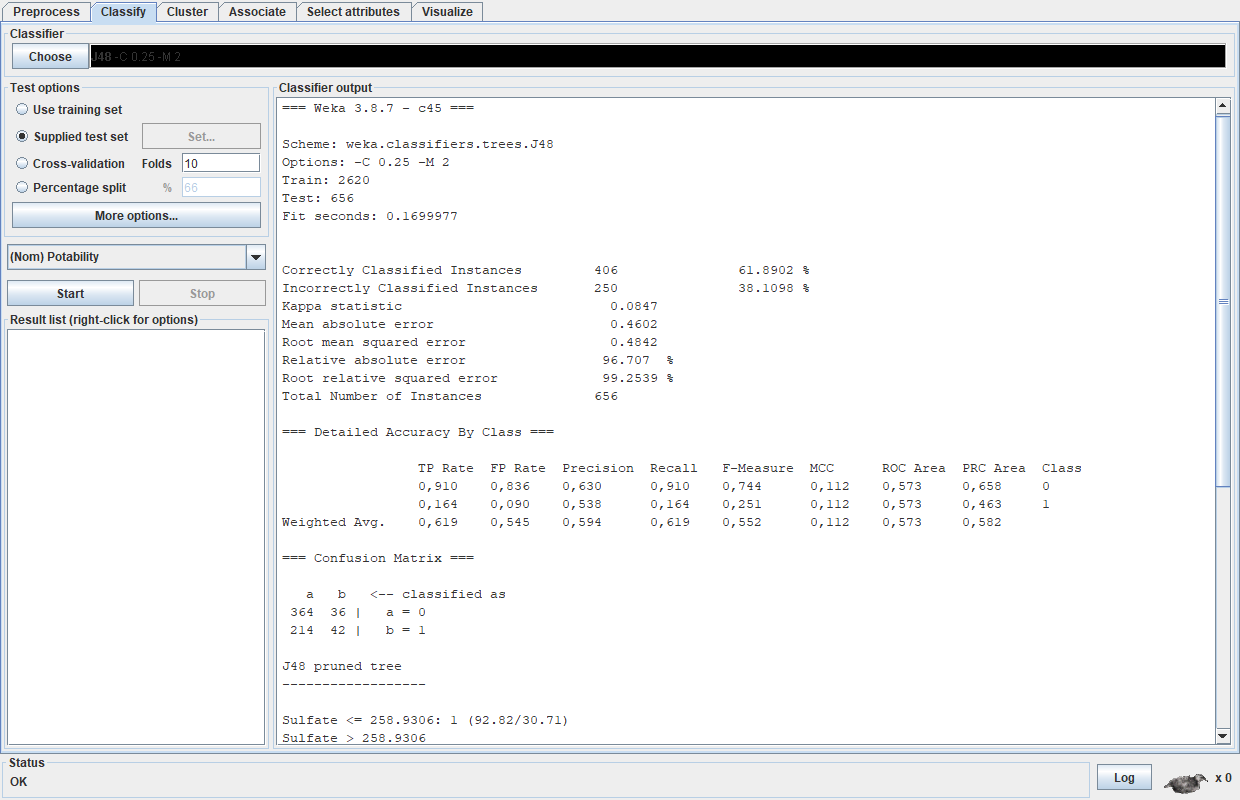 Preprocess Classify Cluster Associate Select attributes Visualize
Classifier
Choose J48 -C 0.25 -M 2
Test options
Use training set
Supplied test set Set...
Cross-validation Folds 10
Percentage split % 66
More options...
(Nom) Potability
Start Stop
Result list (right-click for options)
Classifier output
=== Weka 3.8.7 - c45 ===
Scheme: weka.classifiers.trees.J48
Options: -C 0.25 -M 2
Train: 2620
Test: 656
Fit seconds: 0.1699977
Correctly Classified Instances 406 61.8902 %
Incorrectly Classified Instances 250 38.1098 %
Kappa statistic 0.0847
Mean absolute error 0.4602
Root mean squared error 0.4842
Relative absolute error 96.707 %
Root relative squared error 99.2539 %
Total Number of Instances 656
=== Detailed Accuracy By Class ===
TP Rate FP Rate Precision Recall F-Measure MCC ROC Area PRC Area Class
0,910 0,836 0,630 0,910 0,744 0,112 0,573 0,658 0
0,164 0,090 0,538 0,164 0,251 0,112 0,573 0,463 1
Weighted Avg. 0,619 0,545 0,594 0,619 0,552 0,112 0,573 0,582
=== Confusion Matrix ===
a b <-- classified as
364 36 | a = 0
214 42 | b = 1
J48 pruned tree
------------------
Sulfate <= 258.9306: 1 (92.82/30.71)
Sulfate > 258.9306
Status
OK
Log x 0